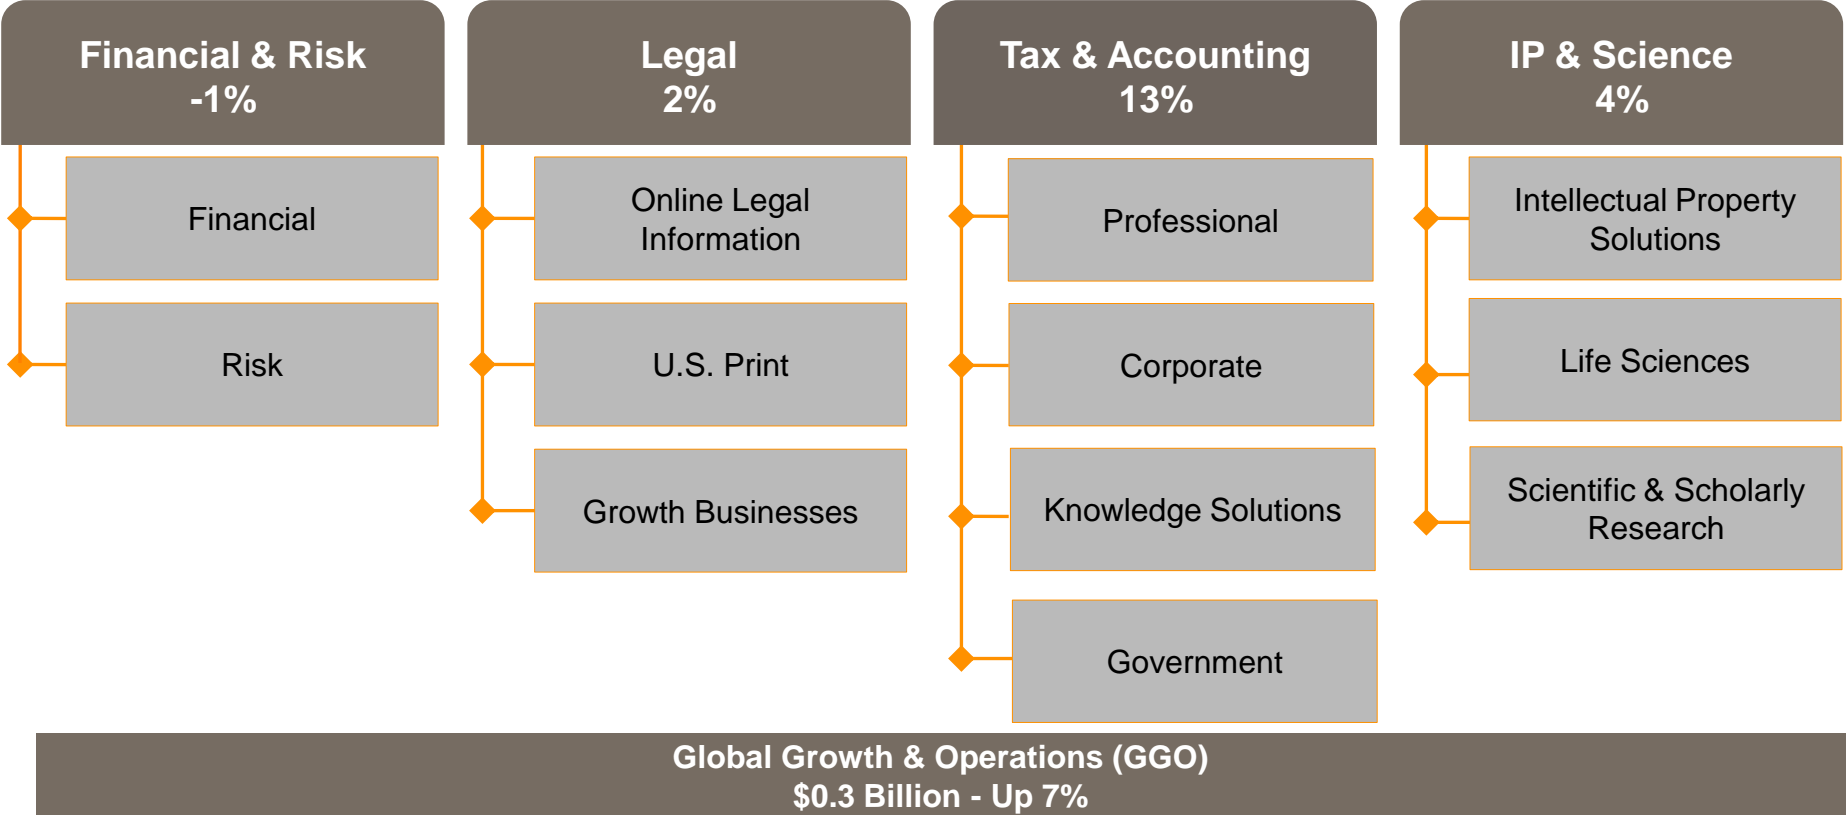 Financial & Risk
-1%
Financial
Risk
Legal
2%
Online Legal
Information
U.S. Print
Growth Businesses
Tax & Accounting
13%
Professional
Corporate
Knowledge Solutions
Government
IP & Science
4%
Intellectual Property
Solutions
Life Sciences
Scientific & Scholarly
Research
Global Growth & Operations (GGO)
$0.3 Billion - Up 7%